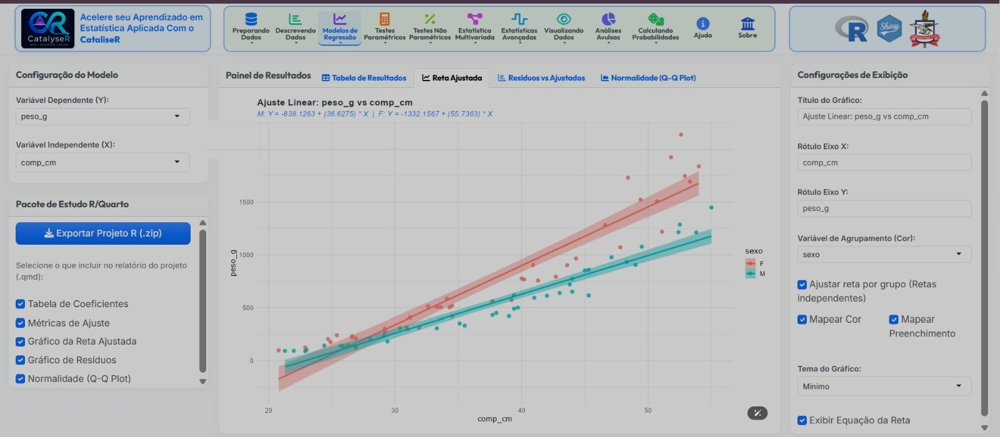 CatalyseR
Acelere seu Aprendizado em
Estatística Aplicada Com o
CataliseR
Preparando
Dados
Descrevendo
Dados
Modelos de
Regressão
Testes
Paramétricos
Testes Não
Paramétricos
Estatística
Multivariada
Estatísticas
Avançadas
Visualizando
Dados
Análises
Avulsas
Calculando
Probabilidades
Ajuda
Sobre
R
Shiny
Configuração do Modelo
Variável Dependente (Y):
peso_g
Variável Independente (X):
comp_cm
Pacote de Estudo R/Quarto
Exportar Projeto R (.zip)
Selecione o que incluir no relatório do projeto
(.qmd):
Tabela de Coeficientes
Métricas de Ajuste
Gráfico da Reta Ajustada
Gráfico de Resíduos
Normalidade (Q-Q Plot)
Painel de Resultados
Tabela de Resultados
Reta Ajustada
Resíduos vs Ajustados
Normalidade (Q-Q Plot)
Ajuste Linear: peso_g vs comp_cm
M: Y = -838.1263 + (36.6275) * X | F: Y = -1332.1567 + (55.7363) * X
1500
1000
500
0
peso_g
20
30
40
50
comp_cm
sexo
F
M
Configurações de Exibição
Título do Gráfico:
Ajuste Linear: peso_g vs comp_cm
Rótulo Eixo X:
comp_cm
Rótulo Eixo Y:
peso_g
Variável de Agrupamento (Cor):
sexo
Ajustar reta por grupo (Retas
independentes)
Mapear Cor
Mapear
Preenchimento
Tema do Gráfico:
Mínimo
Exibir Equação da Reta